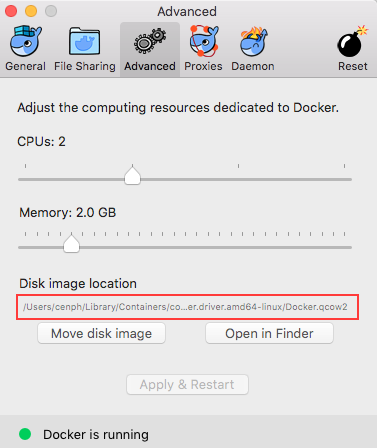 Advanced
General File Sharing Advanced Proxies Daemon Reset
Adjust the computing resources dedicated to Docker.
CPUs: 2
Memory: 2.0 GB
Disk image location
/Users/cenph/Library/Containers/co...er.driver.amd64-linux/Docker.qcow2
Move disk image Open in Finder
Apply & Restart
Docker is running